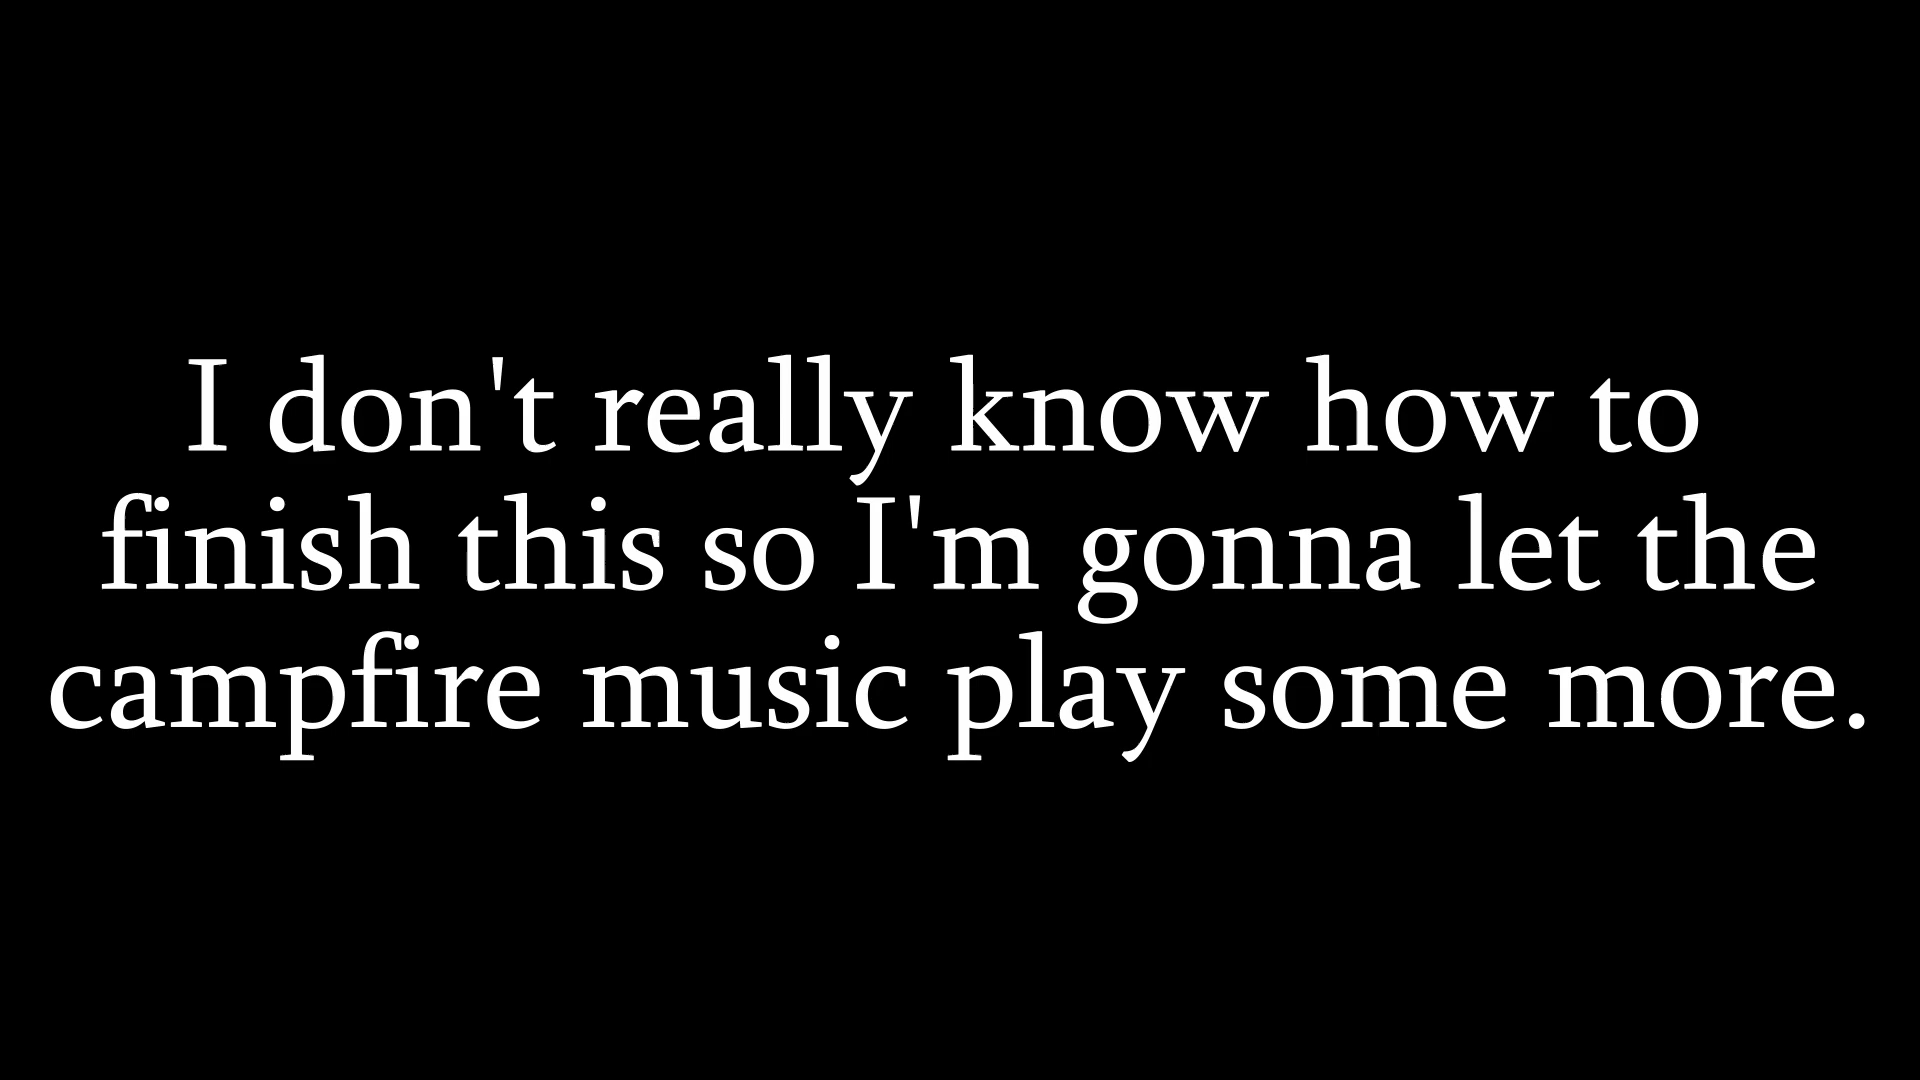 I don't really know how to
finish this so I'm gonna let the
campfire music play some more.